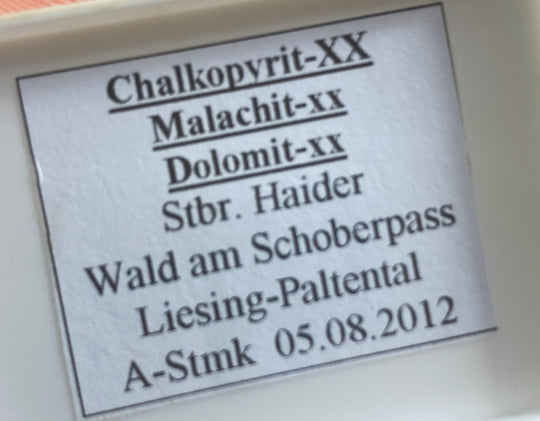 Chalkopyrit-XX
Malachit-xx
Dolomit-xx
Stbr. Haider
Wald am Schoberpass
Liesing-Paltental
A-Stmk 05.08.2012